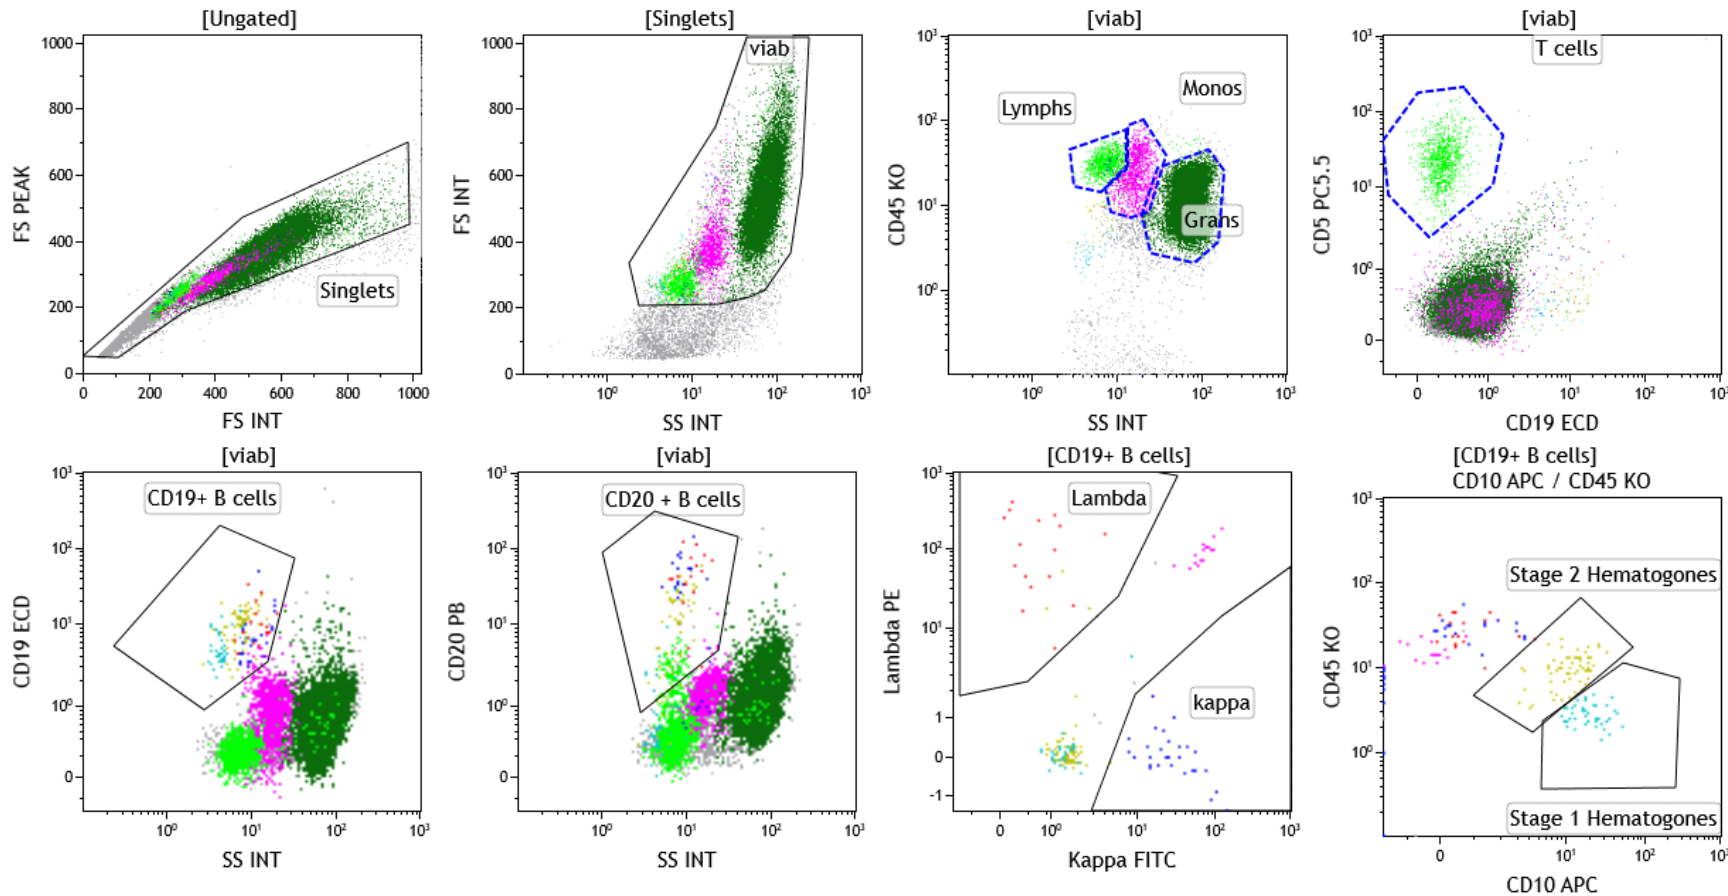 [Ungated]
1000
800
600
400
200
0
FS PEAK
Singlets
0 200 400 600 800 1000
FS INT
[Singlets]
1000
800
600
400
200
0
FS INT
viab
10⁰ 10¹ 10² 10³
SS INT
[viab]
10³
10²
10¹
10⁰
CD45 KO
Lymphs
Monos
Grans
10⁰ 10¹ 10² 10³
SS INT
[viab]
10³
10²
10¹
10⁰
0
CD5 PC5.5
T cells
0 10⁰ 10¹ 10² 10³
CD19 ECD
[viab]
10³
10²
10¹
10⁰
0
CD19 ECD
CD19+ B cells
10⁰ 10¹ 10² 10³
SS INT
[viab]
10³
10²
10¹
10⁰
0
CD20 PB
CD20 + B cells
10⁰ 10¹ 10² 10³
SS INT
[CD19+ B cells]
10³
10²
10¹
1
0
-1
Lambda PE
Lambda
kappa
0 10⁰ 10¹ 10² 10³
Kappa FITC
[CD19+ B cells]
CD10 APC / CD45 KO
10³
10²
10¹
10⁰
CD45 KO
Stage 2 Hematogones
Stage 1 Hematogones
0 10¹ 10² 10³
CD10 APC